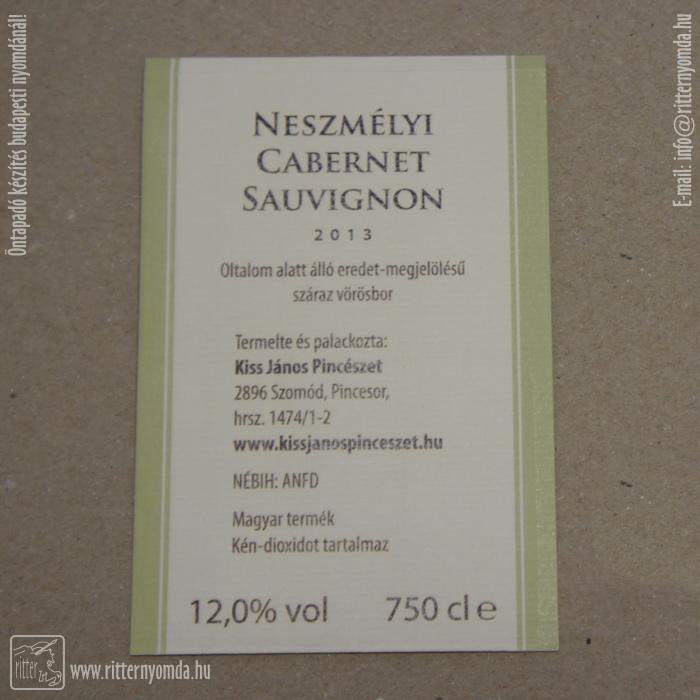 Öntapadó készítés budapesti nyomdánál!
E-mail: info@ritternyomda.hu
NESZMÉLYI
CABERNET
SAUVIGNON
2013
Oltalom alatt álló eredet-megjelölésű
száraz vörösbor
Termelte és palackozta:
Kiss János Pincészet
2896 Szomód, Pincesor,
hrsz. 1474/1-2
www.kissjanospinceszet.hu
NÉBIH: ANFD
Magyar termék
Kén-dioxidot tartalmaz
12,0% vol 750 cl e
ritter Zrt www.ritternyomda.hu